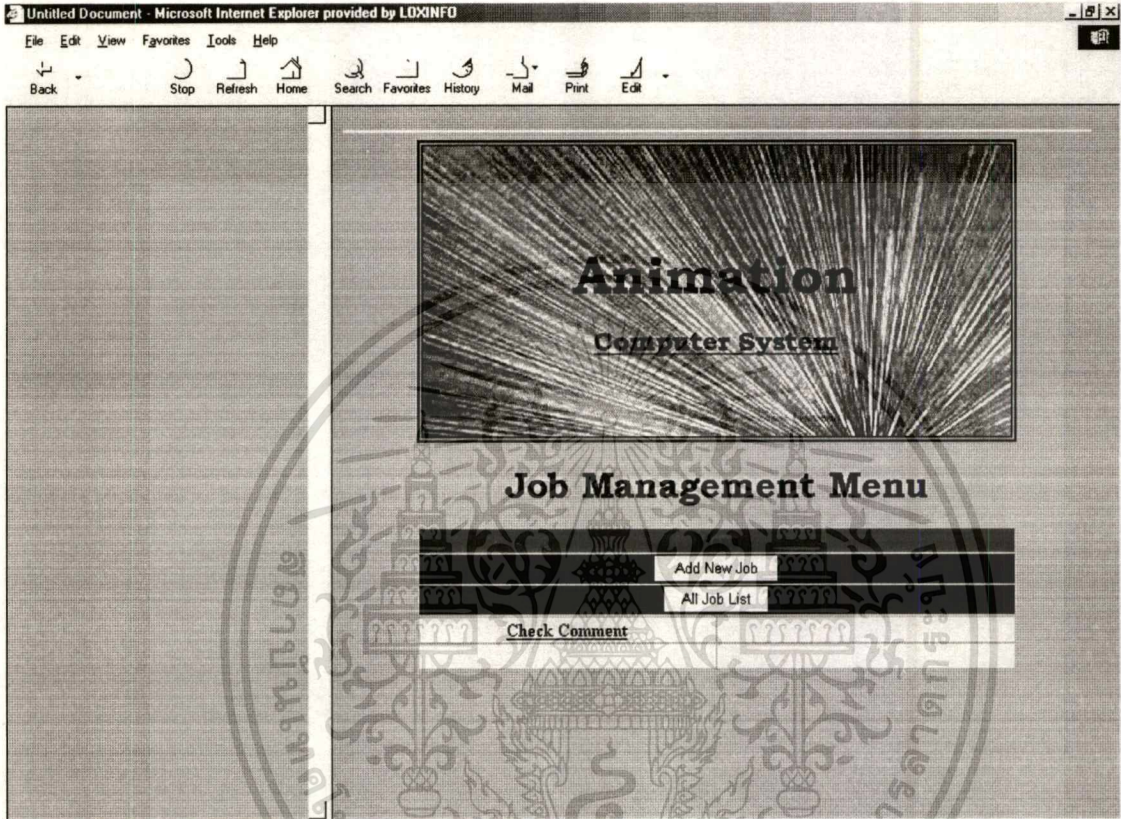 Untitled Document - Microsoft Internet Explorer provided by LOXINFO
File Edit View Favorites Tools Help
Back Stop Refresh Home Search Favorites History Mail Print Edit
Animation
Computer System
Job Management Menu
Add New Job
All Job List
Check Comment